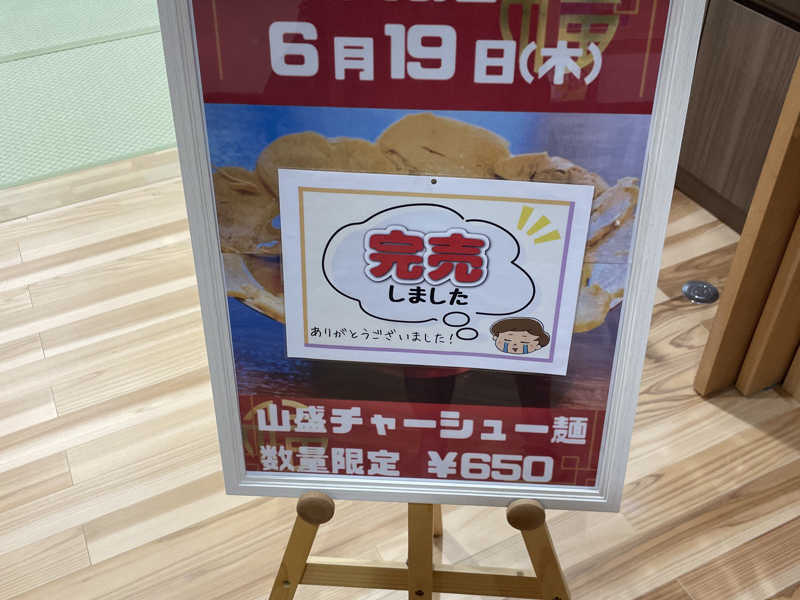 6月19日(木)
完売
しました
ありがとうございました!
山盛チャーシュー麺
数量限定 ¥650